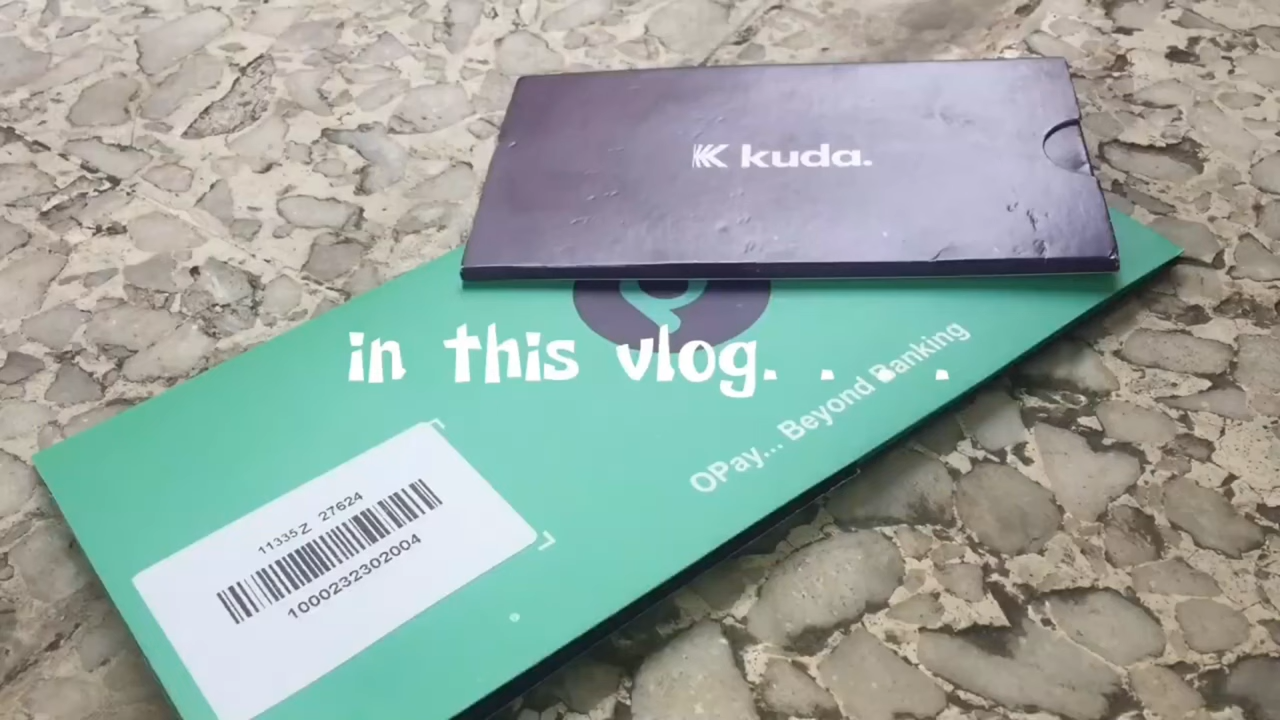 kuda.
in this vlog. . .
OPay... Beyond Banking
11335Z 27624
1000232302004